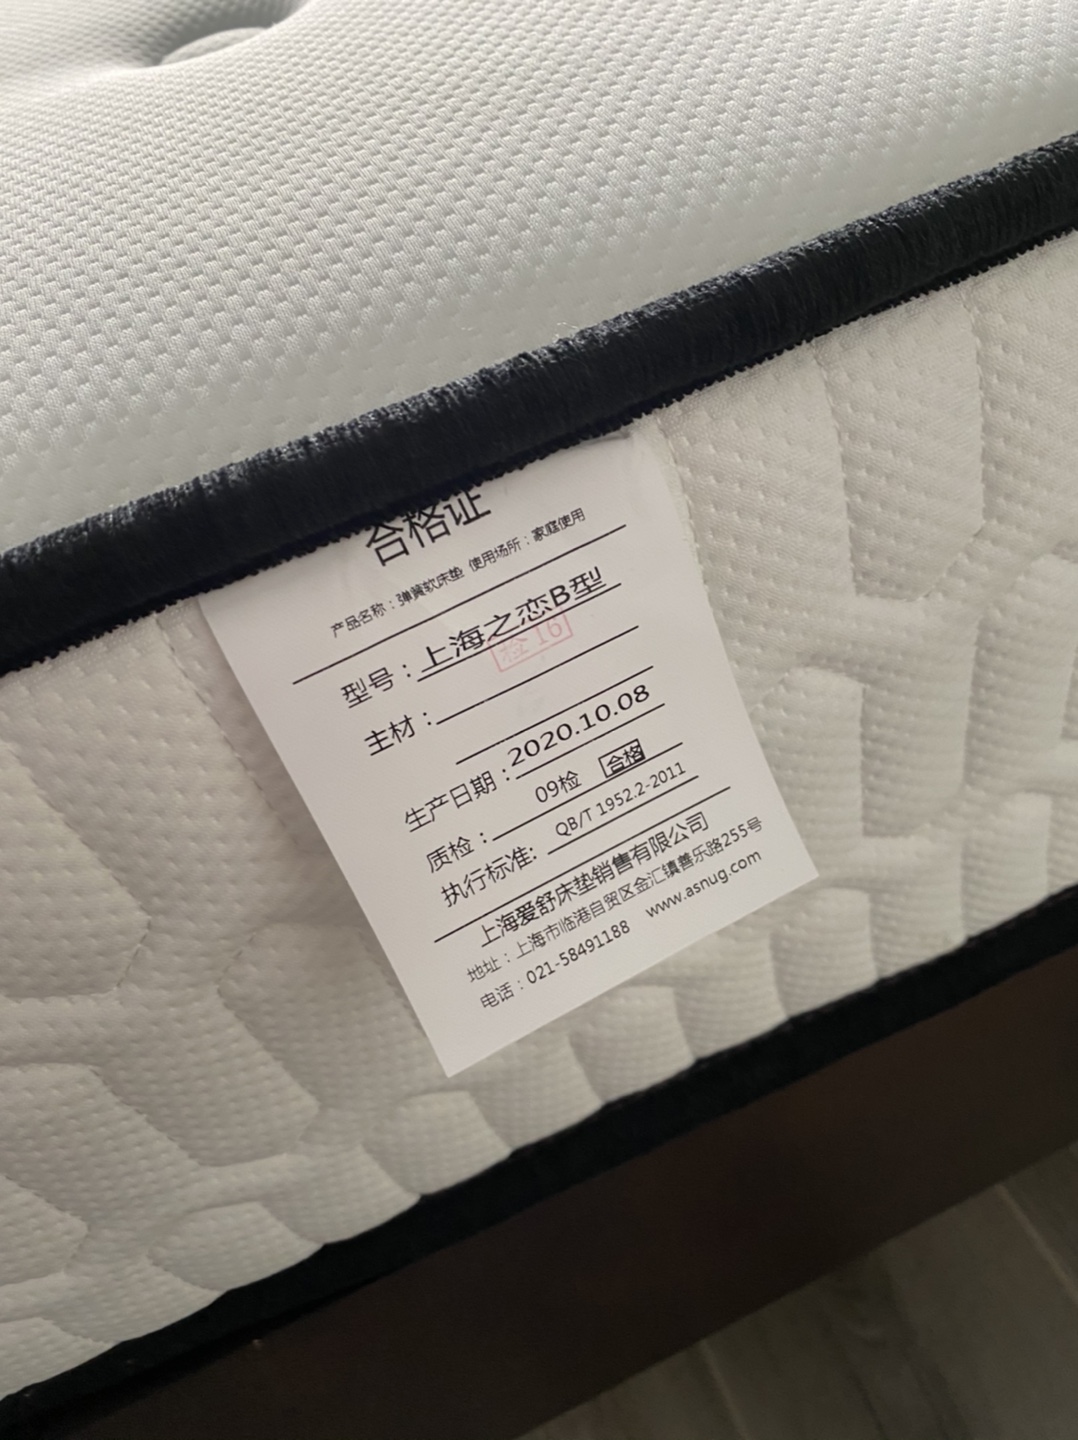 合格证
产品名称：弹簧软床垫 使用场所：家庭使用
型号：上海之恋B型
检 16
主材：
生产日期：2020.10.08
质检：09检 合格
执行标准: QB/T 1952.2-2011
上海爱舒床垫销售有限公司
地址：上海市临港自贸区金汇镇善乐路255号
电话：021-58491188 www.asnug.com